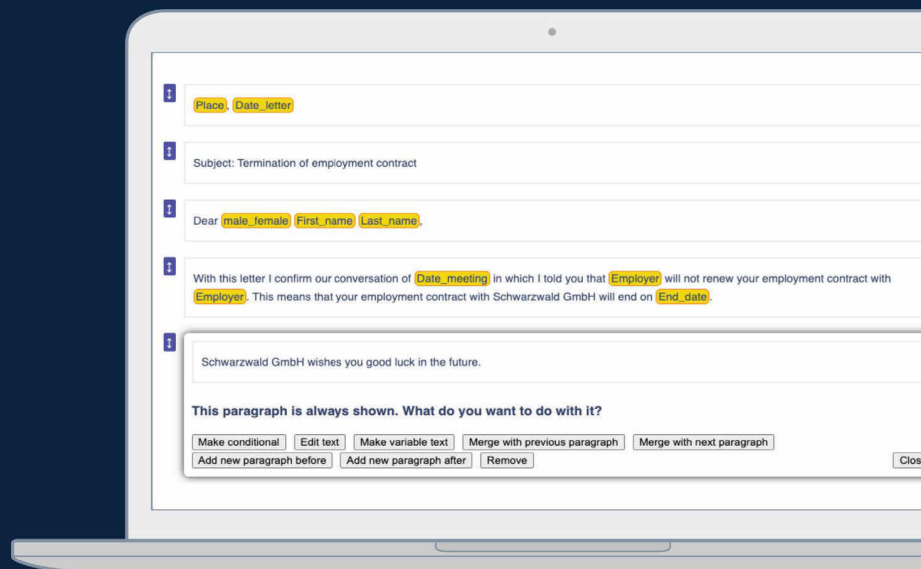 Place, Date_letter
Subject: Termination of employment contract
Dear male_female First_name Last_name,
With this letter I confirm our conversation of Date_meeting in which I told you that Employer will not renew your employment contract with
Employer. This means that your employment contract with Schwarzwald GmbH will end on End_date.
Schwarzwald GmbH wishes you good luck in the future.
This paragraph is always shown. What do you want to do with it?
Make conditional Edit text Make variable text Merge with previous paragraph Merge with next paragraph
Add new paragraph before Add new paragraph after Remove Clos